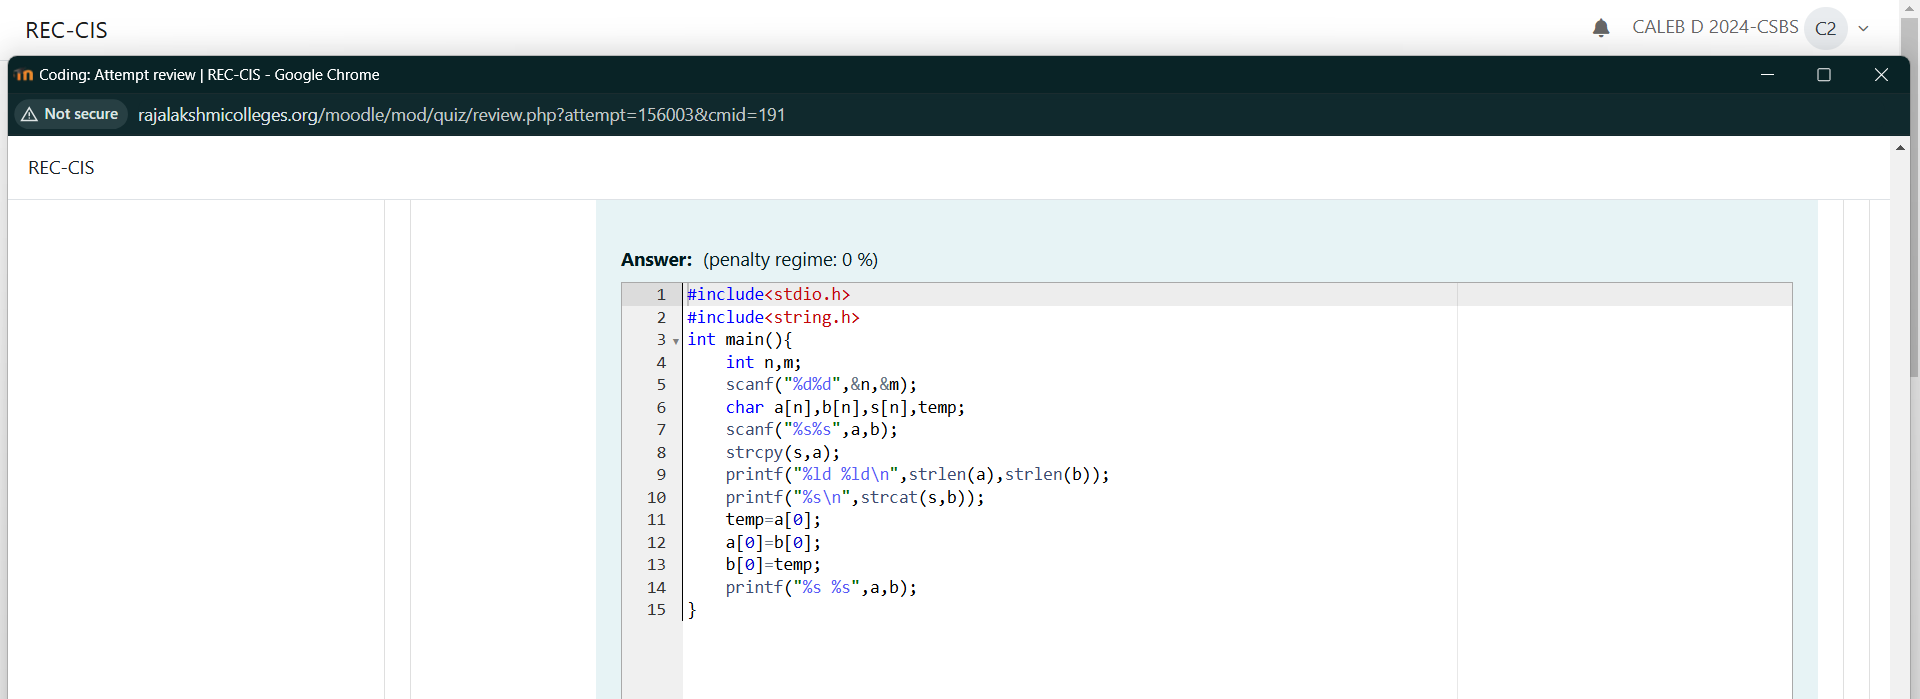 REC-CIS
CALEB D 2024-CSBS C2
Coding: Attempt review | REC-CIS - Google Chrome
Not secure rajalakshmicolleges.org/moodle/mod/quiz/review.php?attempt=156003&cmid=191
REC-CIS
Answer: (penalty regime: 0 %)
1 #include<stdio.h>
2 #include<string.h>
3 int main(){
4     int n,m;
5     scanf("%d%d",&n,&m);
6     char a[n],b[n],s[n],temp;
7     scanf("%s%s",a,b);
8     strcpy(s,a);
9     printf("%ld %ld\n",strlen(a),strlen(b));
10     printf("%s\n",strcat(s,b));
11     temp=a[0];
12     a[0]=b[0];
13     b[0]=temp;
14     printf("%s %s",a,b);
15 }